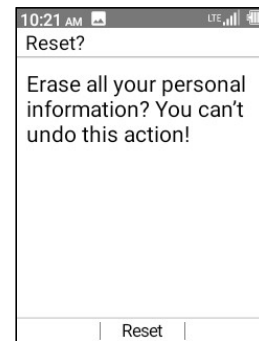 10:21 AM LTE
Reset?
Erase all your personal
information? You can't
undo this action!
Reset